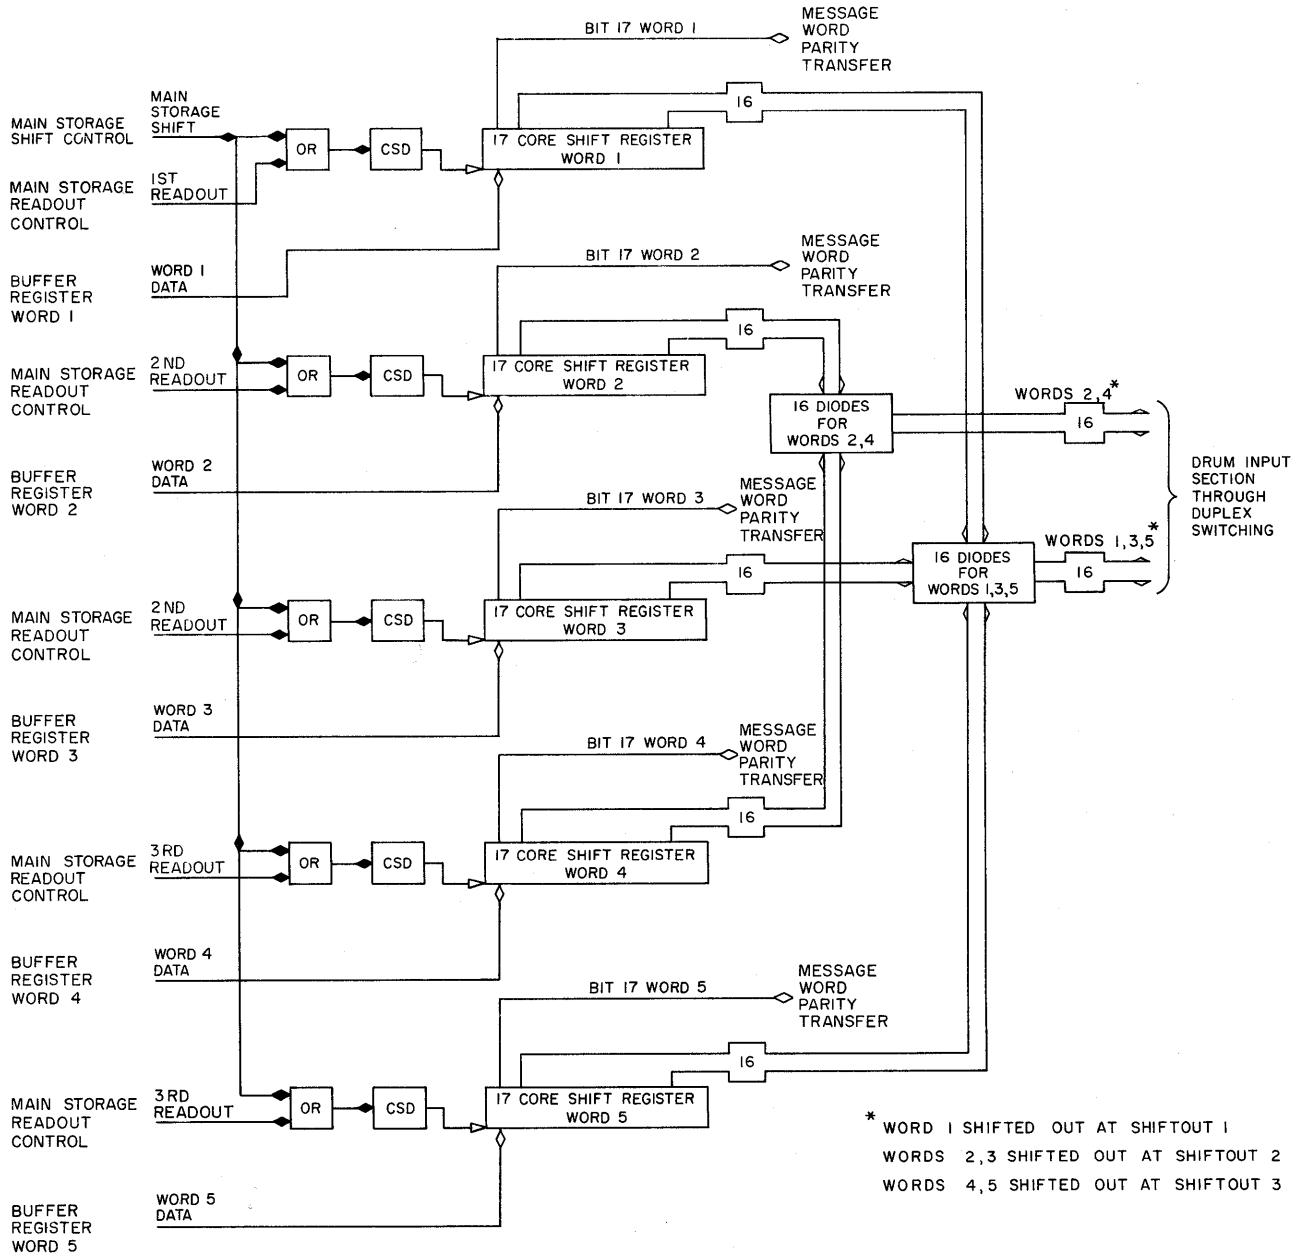 BIT 17 WORD 1
MESSAGE
WORD
PARITY
TRANSFER
MAIN STORAGE
SHIFT CONTROL
MAIN
STORAGE
SHIFT
OR
CSD
16
17 CORE SHIFT REGISTER
WORD 1
MAIN STORAGE
READOUT
CONTROL
1ST
READOUT
BUFFER
REGISTER
WORD 1
WORD 1
DATA
BIT 17 WORD 2
MESSAGE
WORD
PARITY
TRANSFER
MAIN STORAGE
READOUT
CONTROL
2ND
READOUT
OR
CSD
16
17 CORE SHIFT REGISTER
WORD 2
16 DIODES
FOR
WORDS 2,4
WORDS 2,4*
16
BUFFER
REGISTER
WORD 2
WORD 2
DATA
DRUM INPUT
SECTION
THROUGH
DUPLEX
SWITCHING
BIT 17 WORD 3
MESSAGE
WORD
PARITY
TRANSFER
MAIN STORAGE
READOUT
CONTROL
2ND
READOUT
OR
CSD
16
17 CORE SHIFT REGISTER
WORD 3
16 DIODES
FOR
WORDS 1,3,5
WORDS 1,3,5*
16
BUFFER
REGISTER
WORD 3
WORD 3
DATA
BIT 17 WORD 4
MESSAGE
WORD
PARITY
TRANSFER
MAIN STORAGE
READOUT
CONTROL
3RD
READOUT
OR
CSD
16
17 CORE SHIFT REGISTER
WORD 4
BUFFER
REGISTER
WORD 4
WORD 4
DATA
BIT 17 WORD 5
MESSAGE
WORD
PARITY
TRANSFER
MAIN STORAGE
READOUT
CONTROL
3RD
READOUT
OR
CSD
16
17 CORE SHIFT REGISTER
WORD 5
BUFFER
REGISTER
WORD 5
WORD 5
DATA
* WORD 1 SHIFTED OUT AT SHIFTOUT 1
WORDS 2,3 SHIFTED OUT AT SHIFTOUT 2
WORDS 4,5 SHIFTED OUT AT SHIFTOUT 3